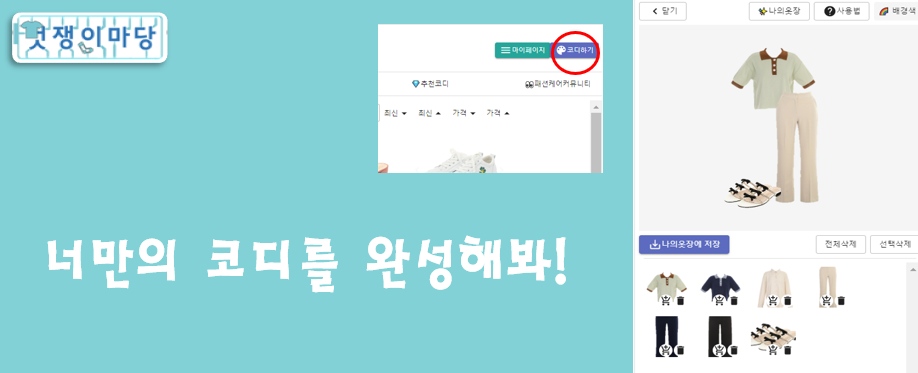 멋쟁이마당
마이페이지 코디하기
추천코디 패션케어커뮤니티
최신 최신 가격 가격
너만의 코디를 완성해봐!
닫기 나의옷장 사용법 배경색
나의옷장에 저장 전체삭제 선택삭제